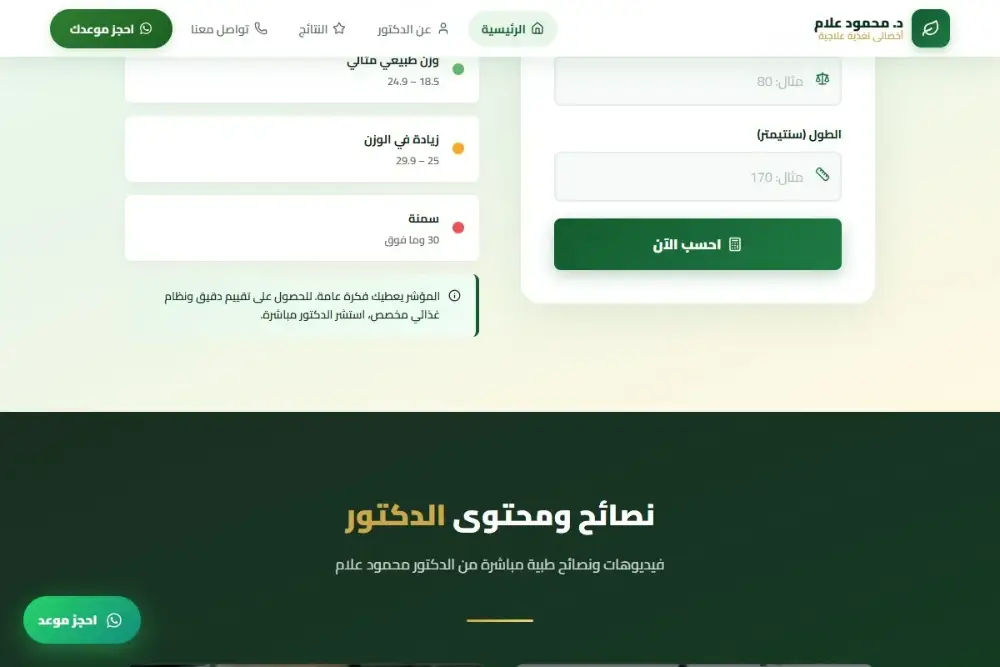 د. محمود علام
أخصائي تغذية علاجية
الرئيسية
عن الدكتور
النتائج
تواصل معنا
احجز موعدك
مثال: 80
الطول (سنتيمتر)
مثال: 170
احسب الآن
وزن طبيعي مثالي
18.5 – 24.9
زيادة في الوزن
25 – 29.9
سمنة
30 وما فوق
المؤشر يعطيك فكرة عامة. للحصول على تقييم دقيق ونظام
غذائي مخصص، استشر الدكتور مباشرة.
نصائح ومحتوى الدكتور
فيديوهات ونصائح طبية مباشرة من الدكتور محمود علام
احجز موعد